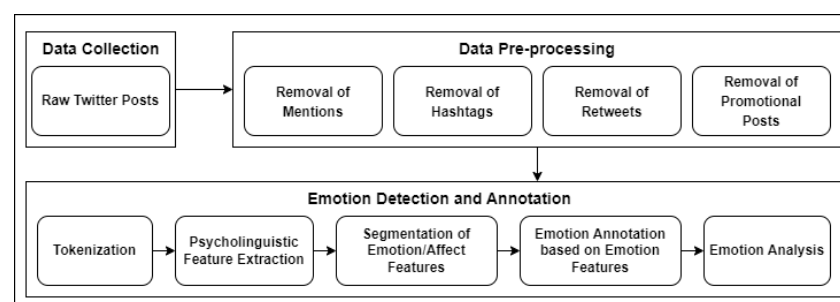 Data Collection
Raw Twitter Posts
Data Pre-processing
Removal of
Mentions
Removal of
Hashtags
Removal of
Retweets
Removal of
Promotional
Posts
Emotion Detection and Annotation
Tokenization
Psycholinguistic
Feature Extraction
Segmentation of
Emotion/Affect
Features
Emotion Annotation
based on Emotion
Features
Emotion Analysis